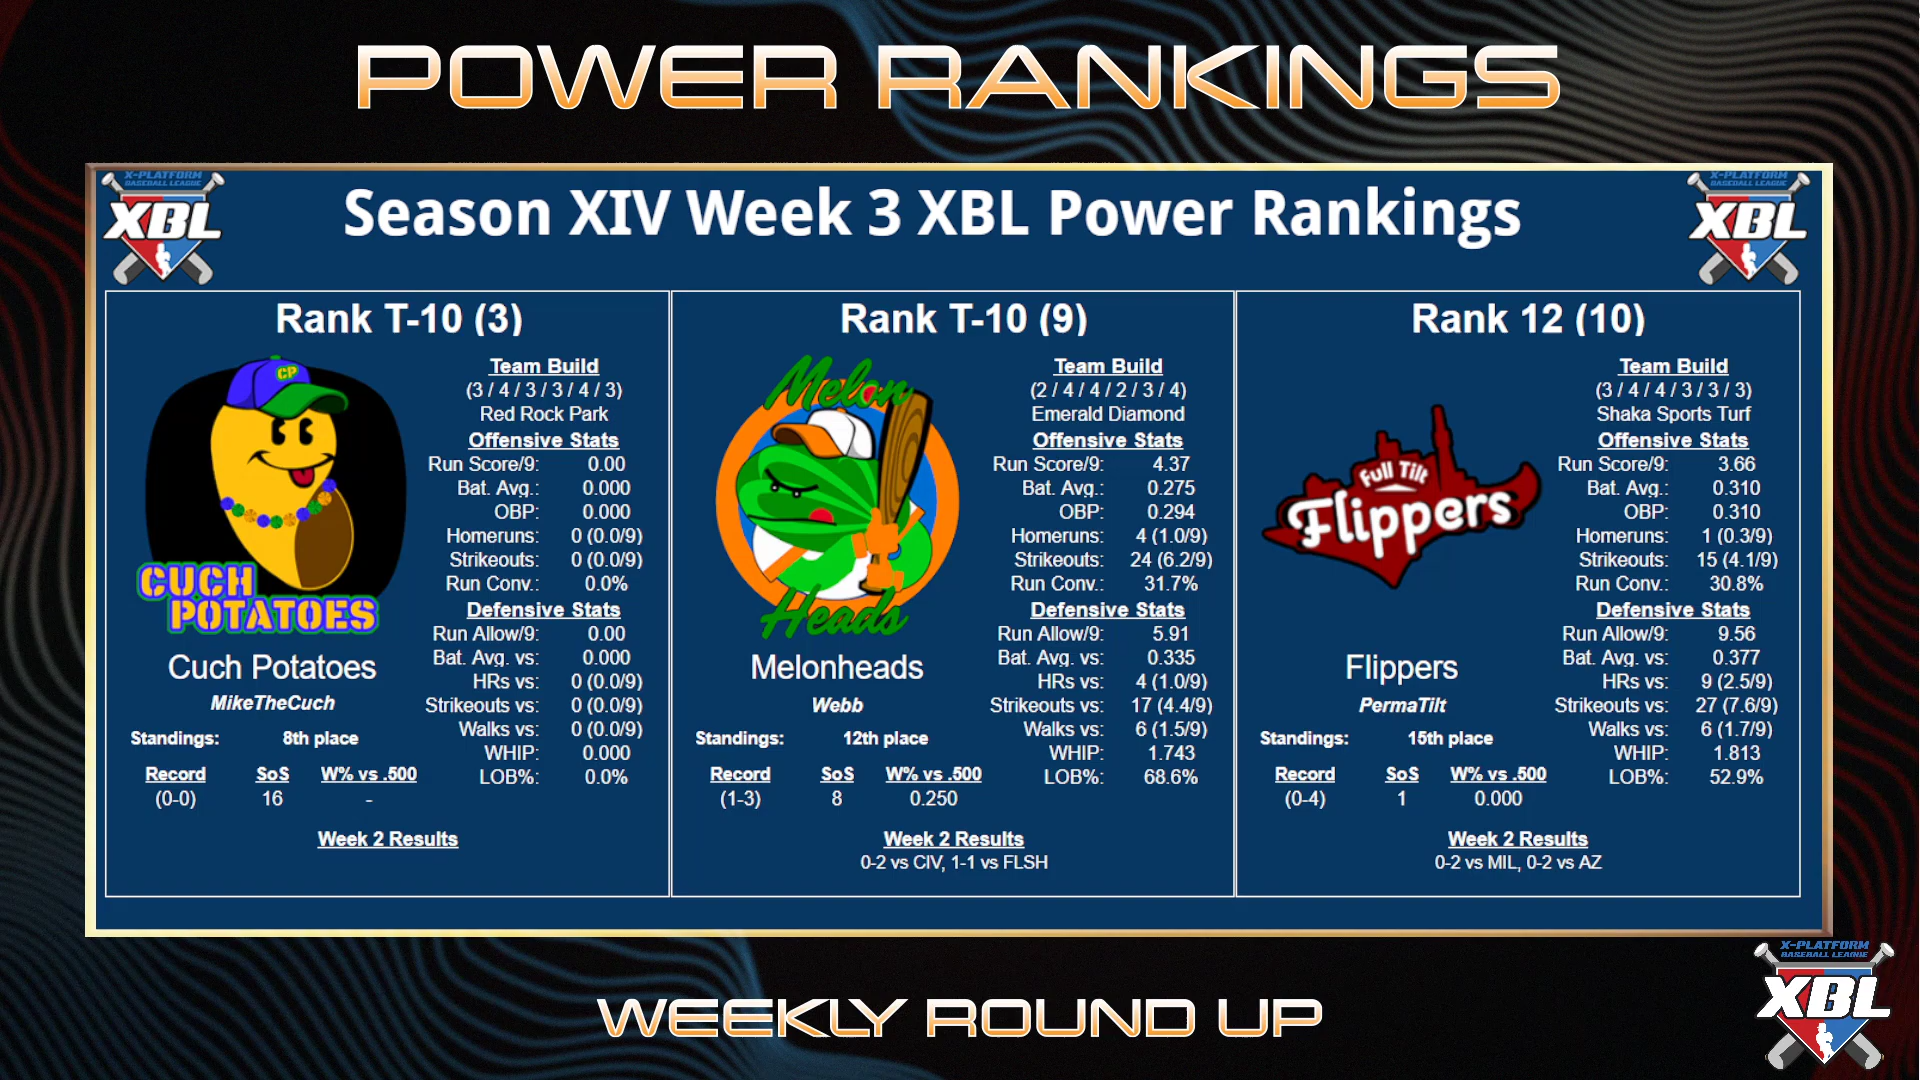 POWER RANKINGS
X-PLATFORM
BASEBALL LEAGUE
XBL
Season XIV Week 3 XBL Power Rankings
X-PLATFORM
BASEBALL LEAGUE
XBL
Rank T-10 (3)
CP
CUCH
POTATOES
Cuch Potatoes
MikeTheCuch
Standings: 8th place
Record SoS W% vs .500
(0-0) 16 -
Team Build
(3 / 4 / 3 / 3 / 4 / 3)
Red Rock Park
Offensive Stats
Run Score/9: 0.00
Bat. Avg.: 0.000
OBP: 0.000
Homeruns: 0 (0.0/9)
Strikeouts: 0 (0.0/9)
Run Conv.: 0.0%
Defensive Stats
Run Allow/9: 0.00
Bat. Avg. vs: 0.000
HRs vs: 0 (0.0/9)
Strikeouts vs: 0 (0.0/9)
Walks vs: 0 (0.0/9)
WHIP: 0.000
LOB%: 0.0%
Week 2 Results
Rank T-10 (9)
Melon
Heads
Melonheads
Webb
Standings: 12th place
Record SoS W% vs .500
(1-3) 8 0.250
Team Build
(2 / 4 / 4 / 2 / 3 / 4)
Emerald Diamond
Offensive Stats
Run Score/9: 4.37
Bat. Avg.: 0.275
OBP: 0.294
Homeruns: 4 (1.0/9)
Strikeouts: 24 (6.2/9)
Run Conv.: 31.7%
Defensive Stats
Run Allow/9: 5.91
Bat. Avg. vs: 0.335
HRs vs: 4 (1.0/9)
Strikeouts vs: 17 (4.4/9)
Walks vs: 6 (1.5/9)
WHIP: 1.743
LOB%: 68.6%
Week 2 Results
0-2 vs CIV, 1-1 vs FLSH
Rank 12 (10)
Full Tilt
Flippers
Flippers
PermaTilt
Standings: 15th place
Record SoS W% vs .500
(0-4) 1 0.000
Team Build
(3 / 4 / 4 / 3 / 3 / 3)
Shaka Sports Turf
Offensive Stats
Run Score/9: 3.66
Bat. Avg.: 0.310
OBP: 0.310
Homeruns: 1 (0.3/9)
Strikeouts: 15 (4.1/9)
Run Conv.: 30.8%
Defensive Stats
Run Allow/9: 9.56
Bat. Avg. vs: 0.377
HRs vs: 9 (2.5/9)
Strikeouts vs: 27 (7.6/9)
Walks vs: 6 (1.7/9)
WHIP: 1.813
LOB%: 52.9%
Week 2 Results
0-2 vs MIL, 0-2 vs AZ
WEEKLY ROUND UP
X-PLATFORM
BASEBALL LEAGUE
XBL